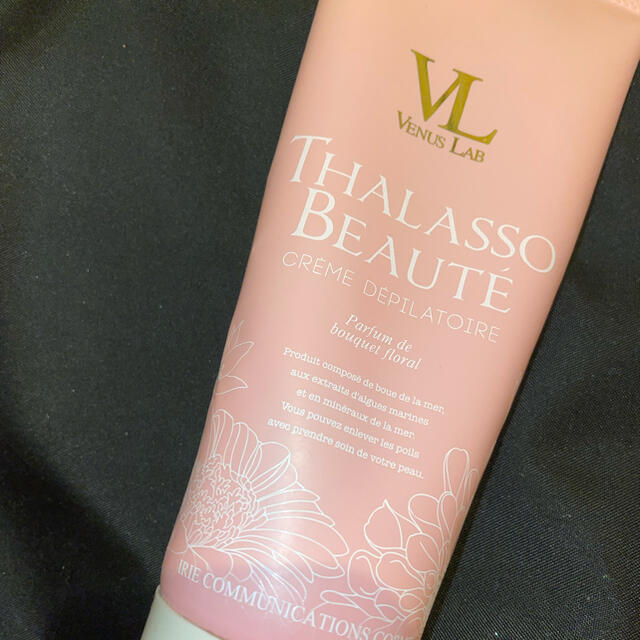 VL
VENUS LAB
THALASSO
BEAUTÉ
CRÈME DÉPILATOIRE
Parfum de
bouquet floral
Produit composé de boue de la mer,
aux extraits d'aigues marines
et en minéraux de la mer.
Vous pouvez enlever les poils
avec prendre soin de votre peau.
IRIE COMMUNICATIONS